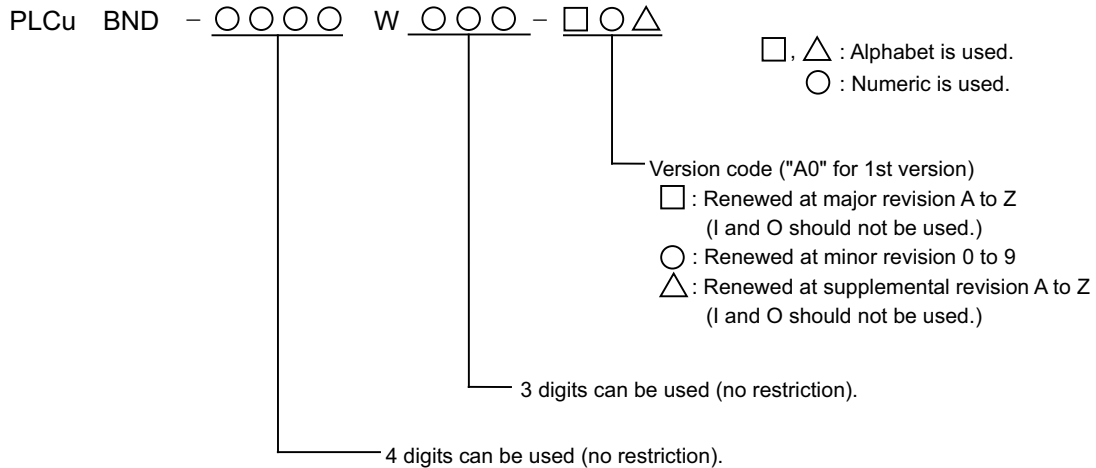 PLCu BND - ○○○○ W ○○○ - □○△
□, △ : Alphabet is used.
○ : Numeric is used.
Version code ("A0" for 1st version)
□ : Renewed at major revision A to Z
(I and O should not be used.)
○ : Renewed at minor revision 0 to 9
△ : Renewed at supplemental revision A to Z
(I and O should not be used.)
3 digits can be used (no restriction).
4 digits can be used (no restriction).